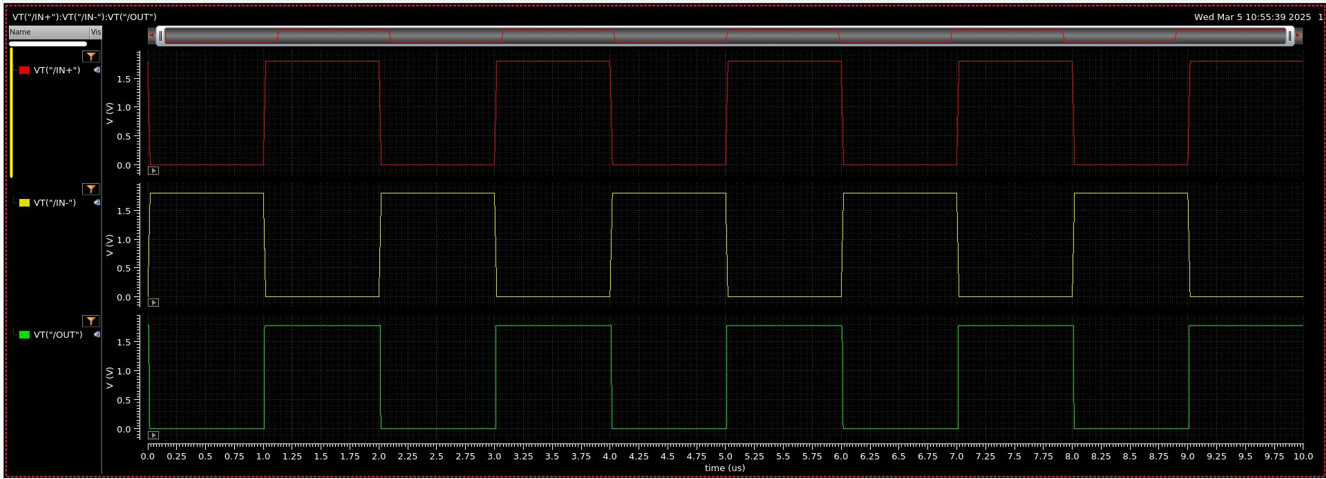 VT("/IN+"):VT("/IN-"):VT("/OUT") Wed Mar 5 10:55:39 2025 1
Name Vis
VT("/IN+")
V (V)
1.5
1.0
0.5
0.0
VT("/IN-")
V (V)
1.5
1.0
0.5
0.0
VT("/OUT")
V (V)
1.5
1.0
0.5
0.0
0.0 0.25 0.5 0.75 1.0 1.25 1.5 1.75 2.0 2.25 2.5 2.75 3.0 3.25 3.5 3.75 4.0 4.25 4.5 4.75 5.0 5.25 5.5 5.75 6.0 6.25 6.5 6.75 7.0 7.25 7.5 7.75 8.0 8.25 8.5 8.75 9.0 9.25 9.5 9.75 10.0
time (us)